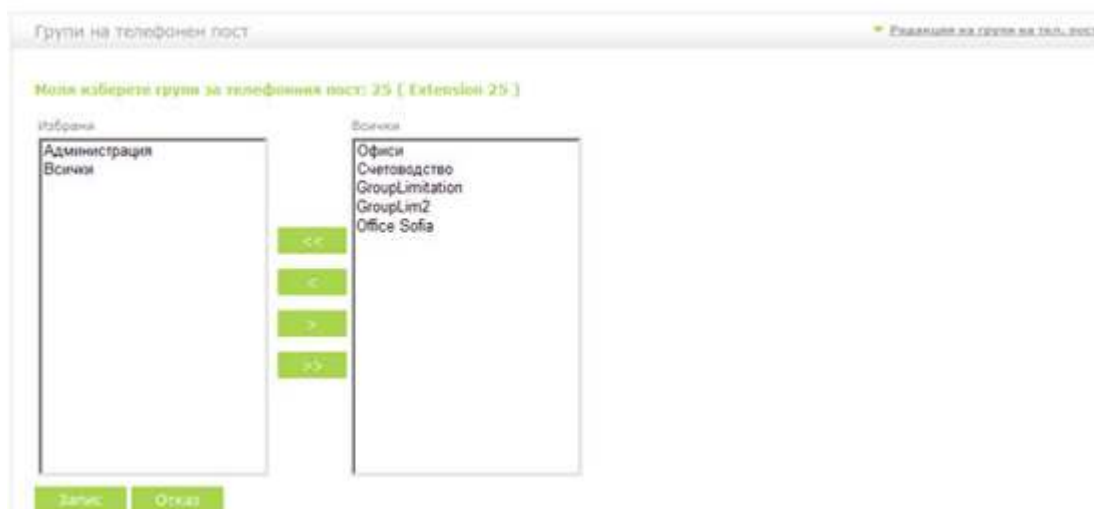 Групи на телефонен пост
Редакция на групи на тел. пост
Моля изберете групи за телефонния пост: 25 ( Extension 25 )
Избрани
Всички
Администрация
Всички
Офиси
Счетоводство
GroupLimitation
GroupLim2
Office Sofia
<<
<
>
>>
Запис
Отказ